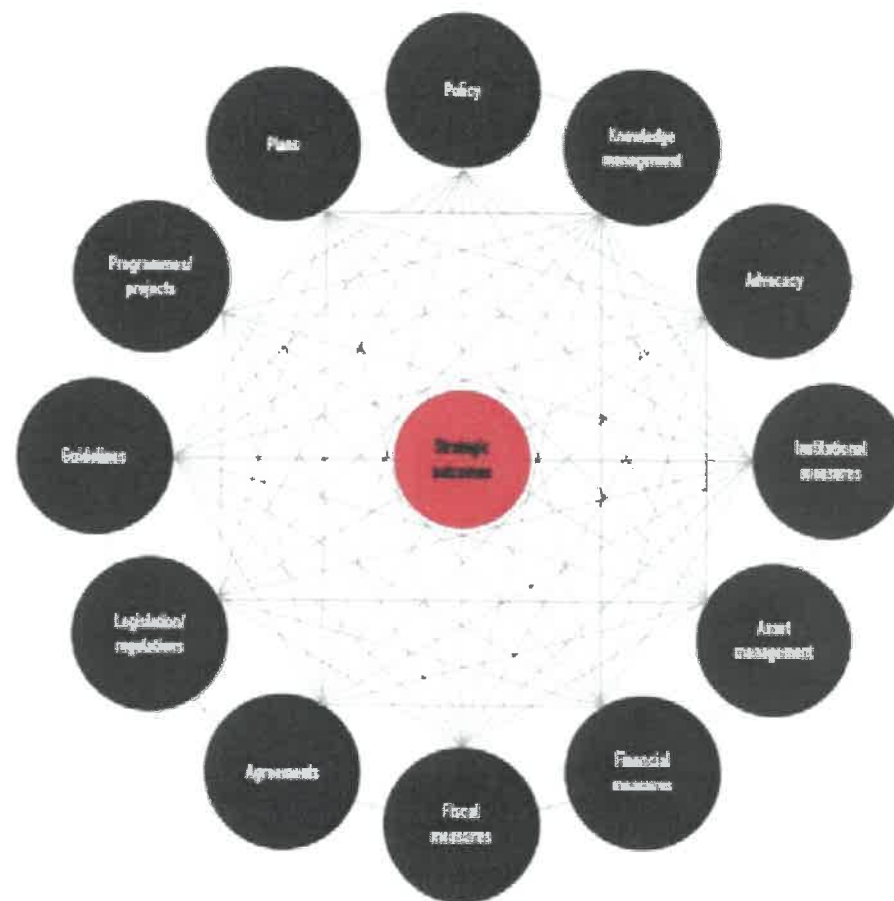 Policy
Knowledge
management
Advocacy
Institutional
measures
Asset
management
Financial
measures
Fiscal
measures
Agreements
Legislation/
regulations
Guidelines
Programmes/
projects
Plans
Strategic
outcomes